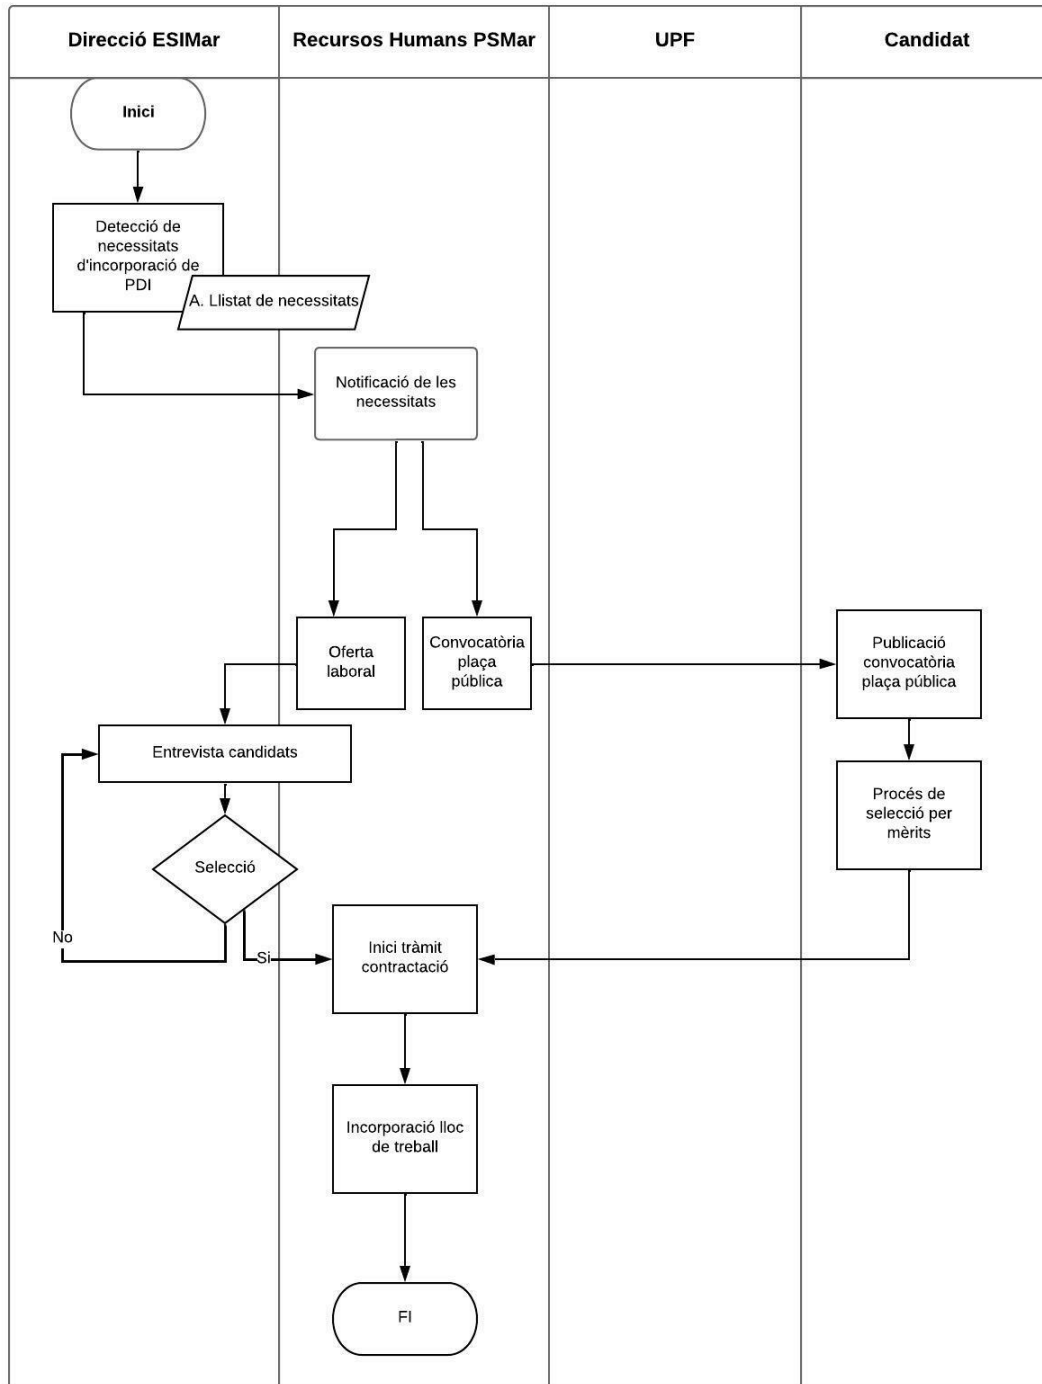 Direcció ESIMar
Recursos Humans PSMar
UPF
Candidat
Inici
Detecció de
necessitats
d'incorporació de
PDI
A. Llistat de necessitats
Notificació de les
necessitats
Oferta
laboral
Convocatòria
plaça
pública
Publicació
convocatòria
plaça pública
Entrevista candidats
Procés de
selecció per
mèrits
Selecció
No
Si
Inici tràmit
contractació
Incorporació lloc
de treball
FI